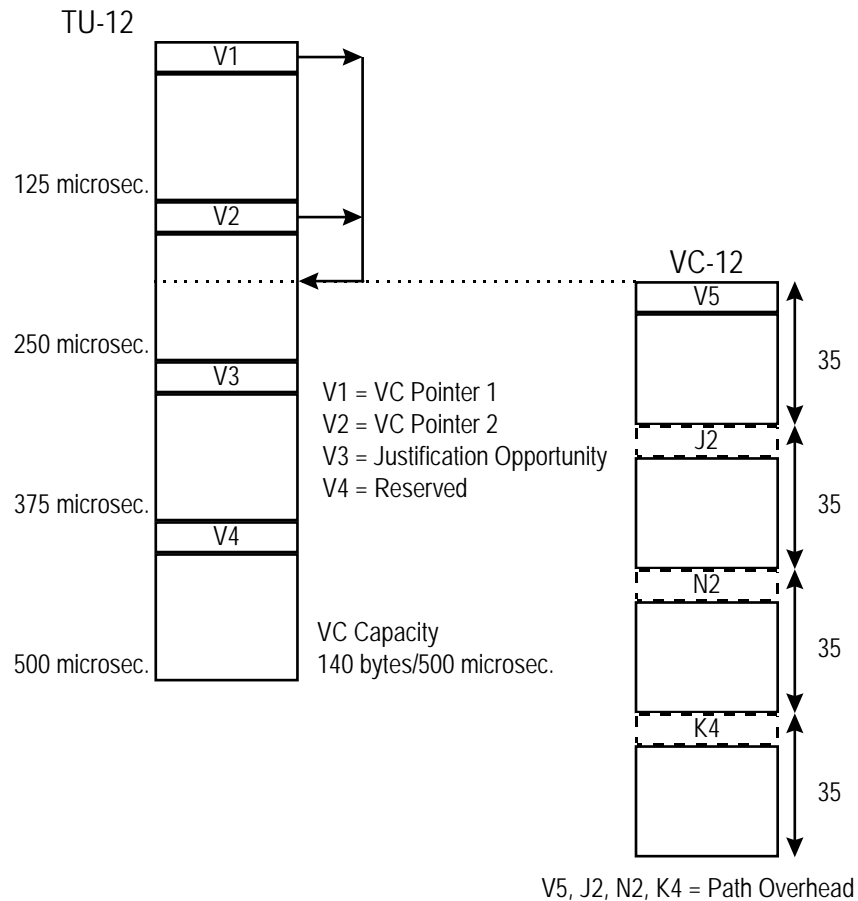 TU-12
V1
125 microsec.
V2
250 microsec.
V3
375 microsec.
V4
500 microsec.
V1 = VC Pointer 1
V2 = VC Pointer 2
V3 = Justification Opportunity
V4 = Reserved
VC Capacity
140 bytes/500 microsec.
VC-12
V5
35
J2
35
N2
35
K4
35
V5, J2, N2, K4 = Path Overhead